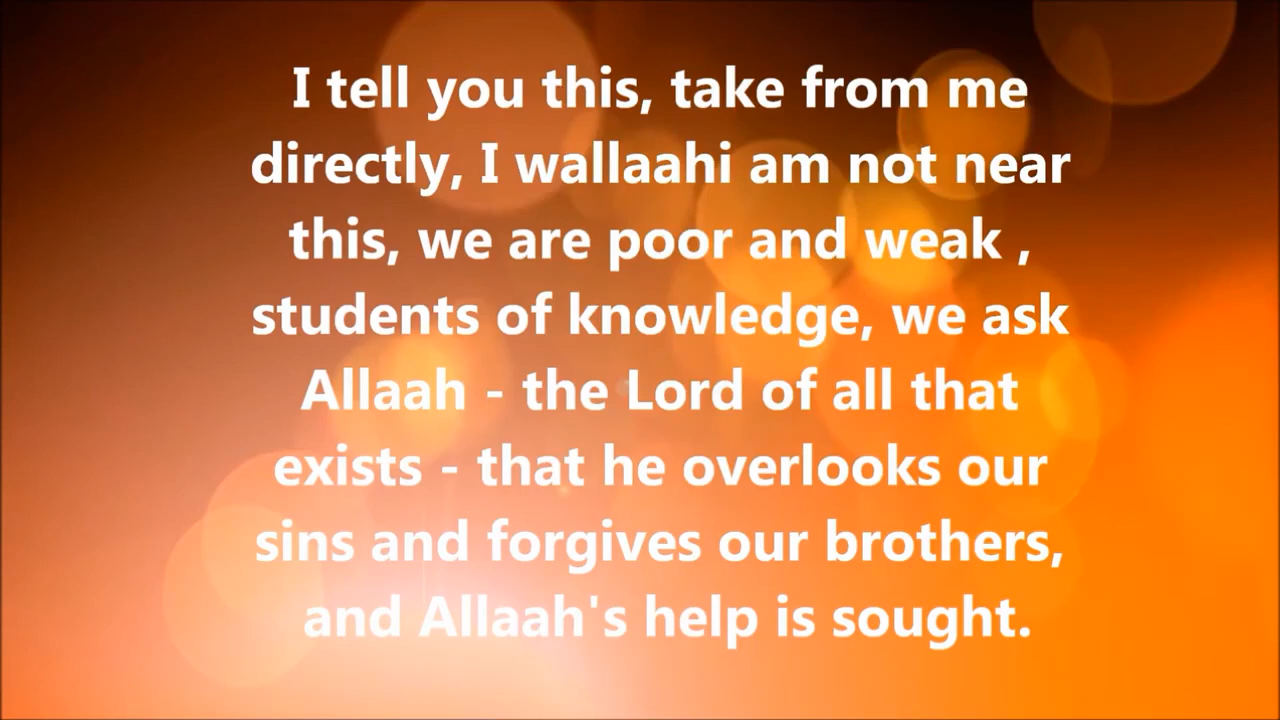 I tell you this, take from me
directly, I wallaahi am not near
this, we are poor and weak ,
students of knowledge, we ask
Allaah - the Lord of all that
exists - that he overlooks our
sins and forgives our brothers,
and Allaah's help is sought.